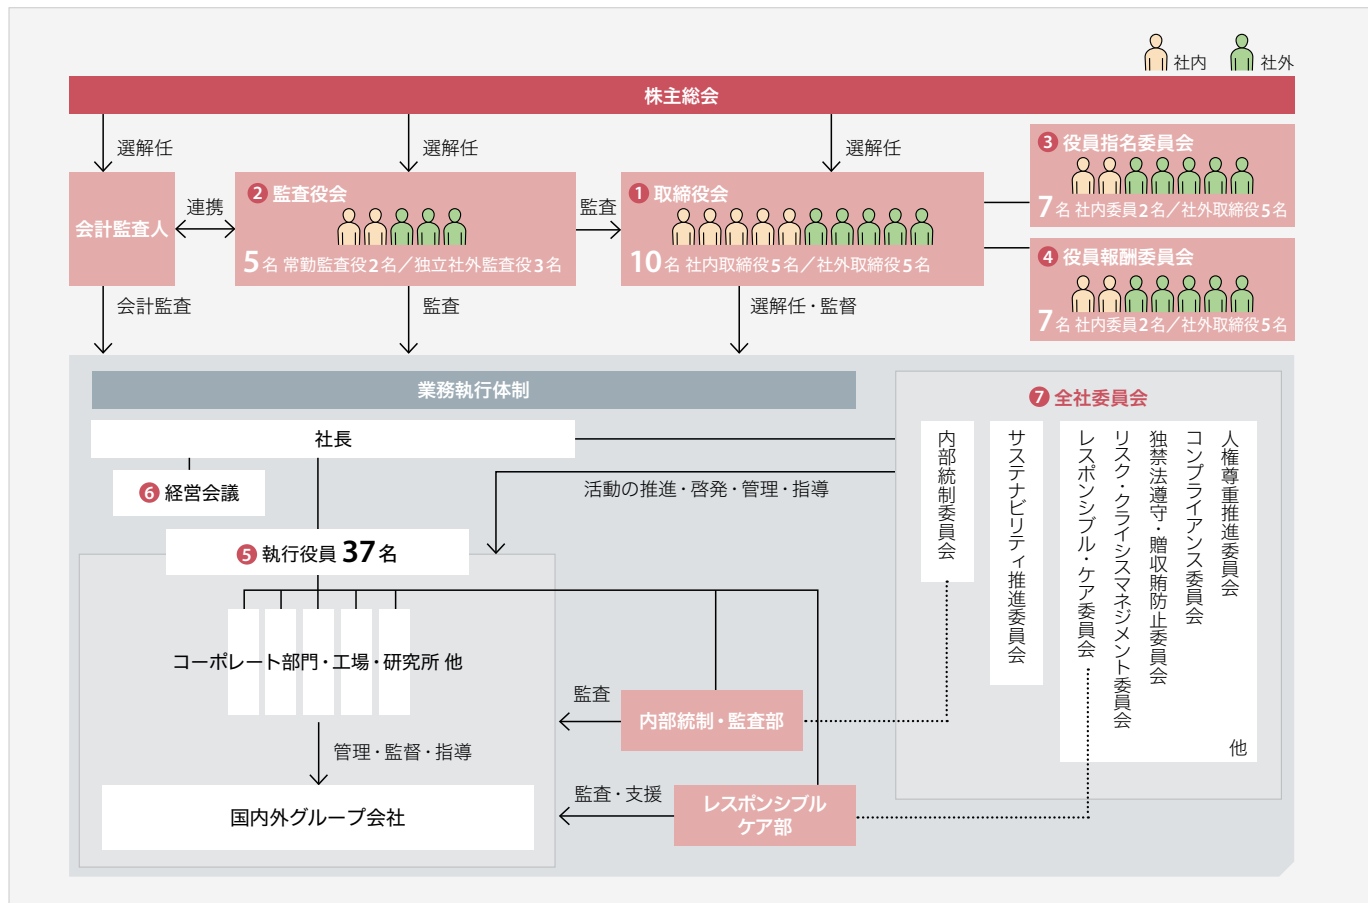 社内
社外
株主総会
選解任
選解任
選解任
会計監査人
連携
❷ 監査役会
5名 常勤監査役2名／独立社外監査役3名
監査
❶ 取締役会
10名 社内取締役5名／社外取締役5名
❸ 役員指名委員会
7名 社内委員2名／社外取締役5名
❹ 役員報酬委員会
7名 社内委員2名／社外取締役5名
会計監査
監査
選解任・監督
業務執行体制
社長
❻ 経営会議
活動の推進・啓発・管理・指導
❺ 執行役員 37名
コーポレート部門・工場・研究所 他
管理・監督・指導
国内外グループ会社
監査
内部統制・監査部
監査・支援
レスポンシブル
ケア部
❼ 全社委員会
内部統制委員会
サステナビリティ推進委員会
レスポンシブル・ケア委員会
リスク・クライシスマネジメント委員会
独禁法遵守・贈収賄防止委員会
コンプライアンス委員会
人権尊重推進委員会
他